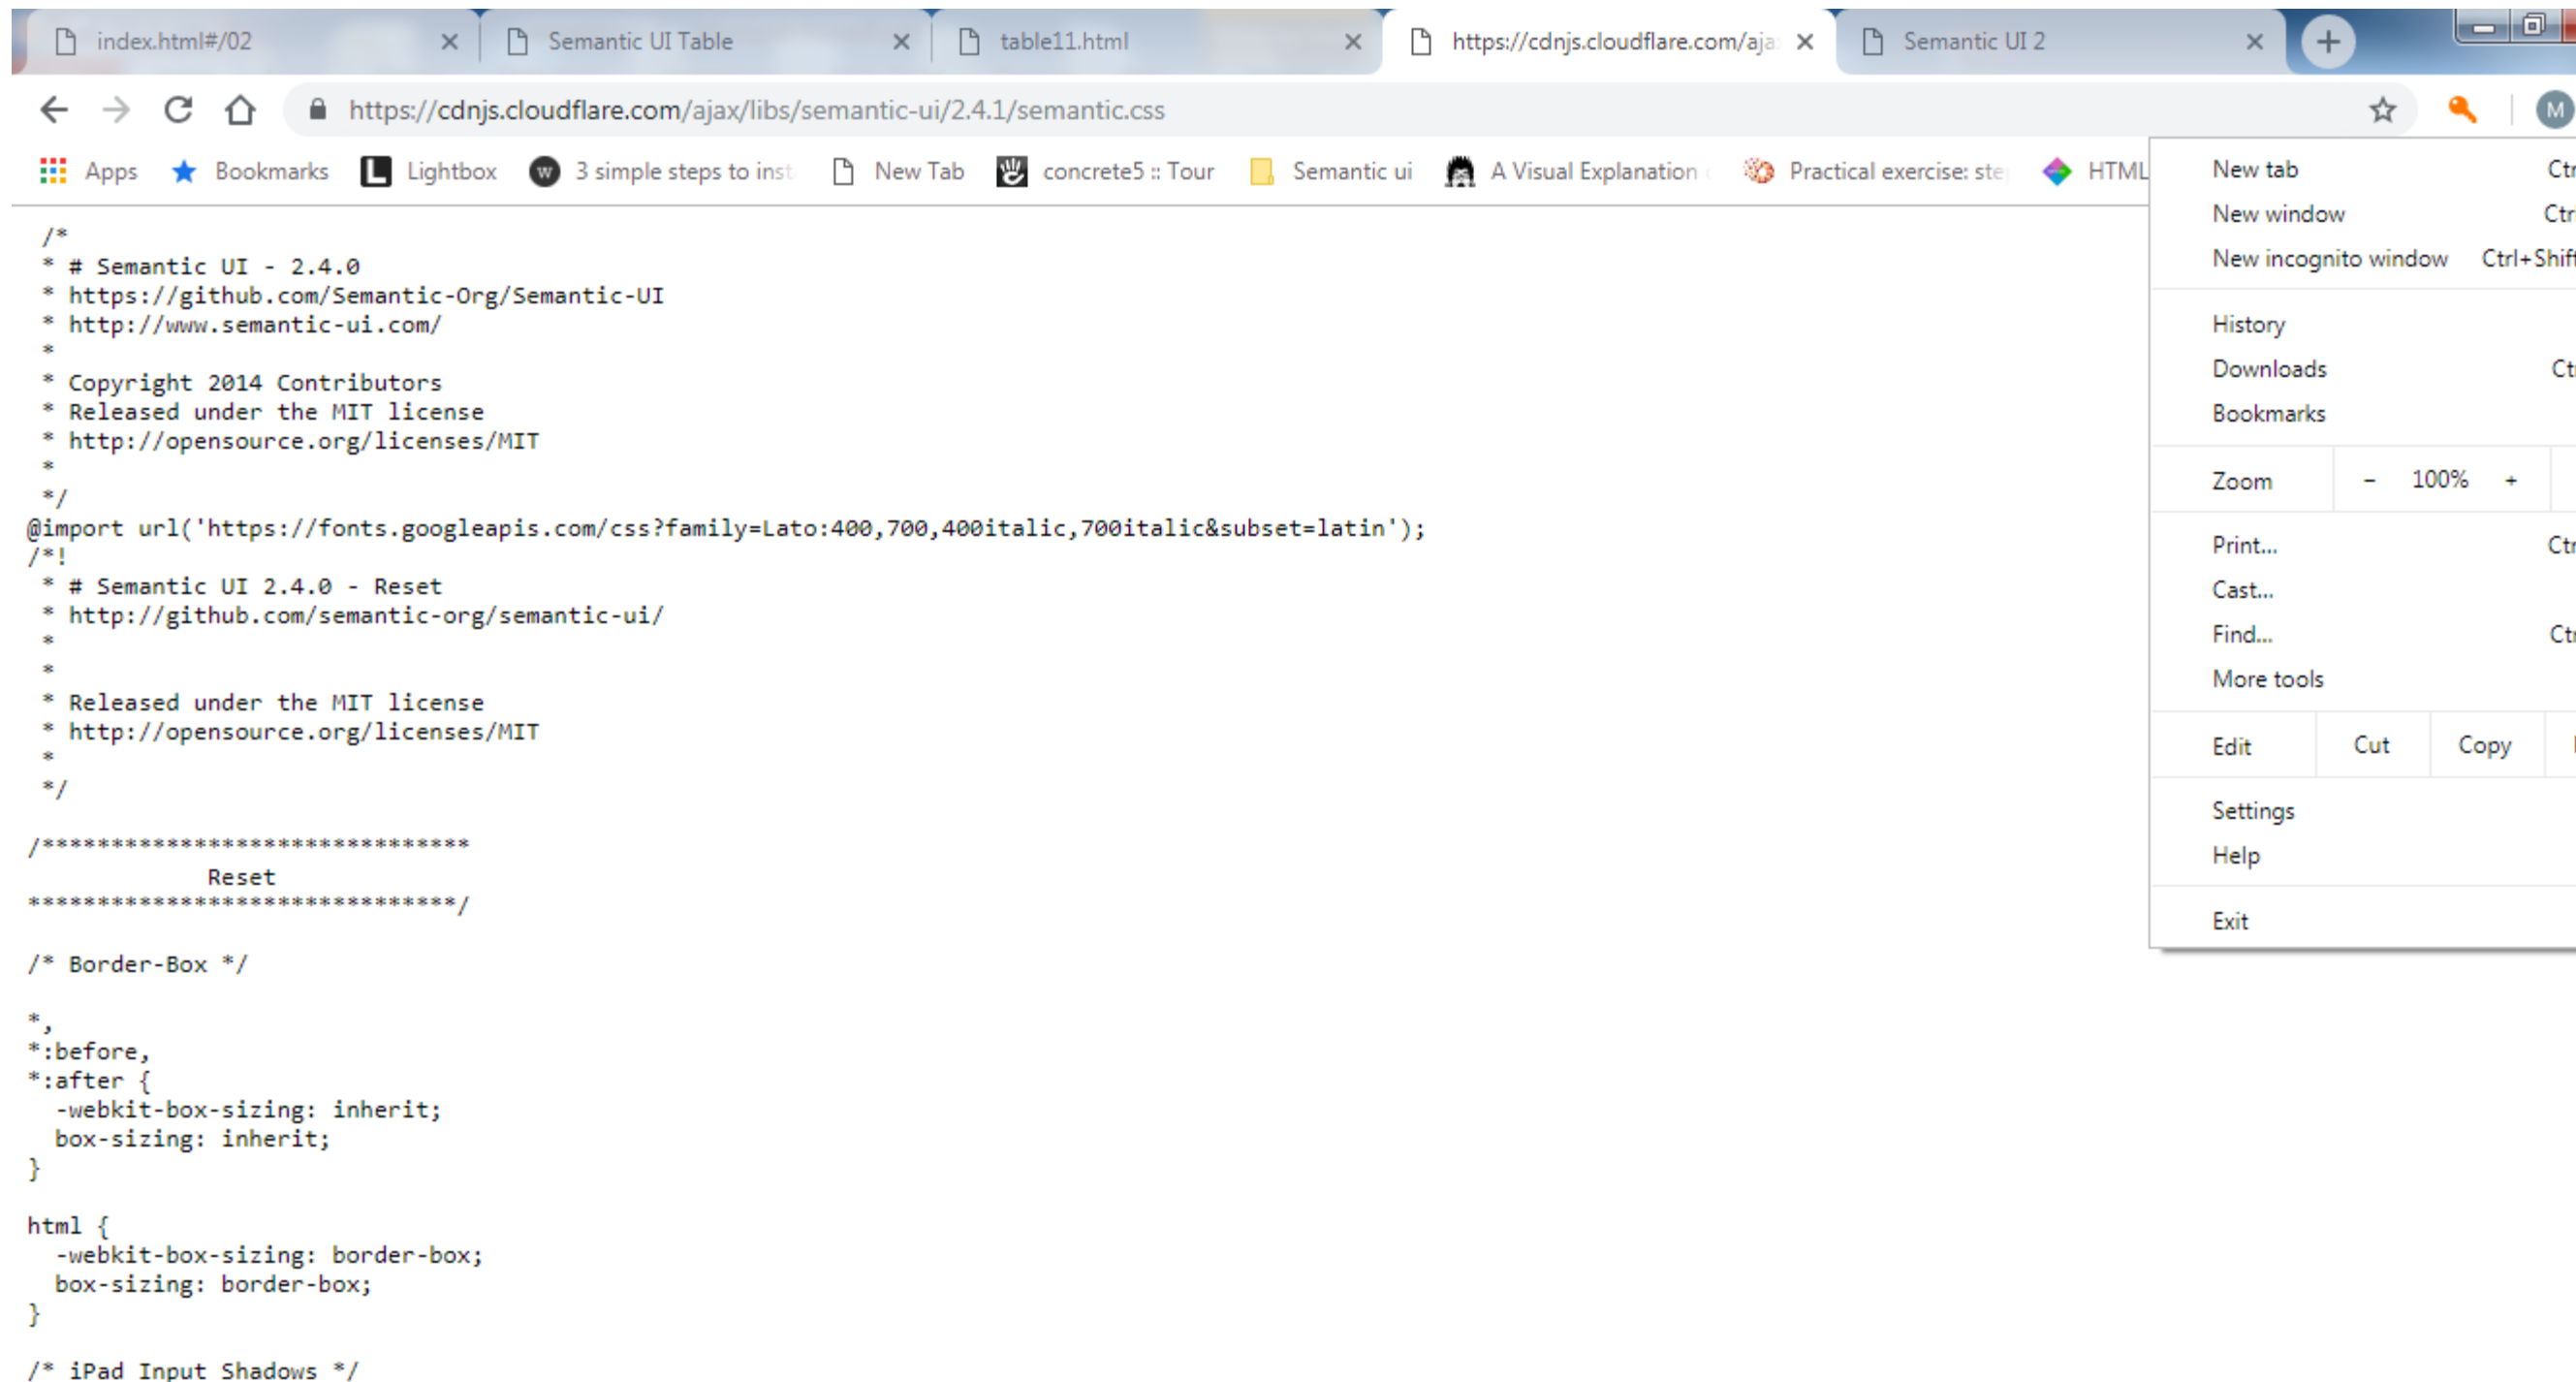 index.html#/02 Semantic UI Table table11.html https://cdnjs.cloudflare.com/aja Semantic UI 2
https://cdnjs.cloudflare.com/ajax/libs/semantic-ui/2.4.1/semantic.css M
Apps Bookmarks L Lightbox w 3 simple steps to inst New Tab concrete5 :: Tour Semantic ui A Visual Explanation Practical exercise: ste HTML
/*
* # Semantic UI - 2.4.0
* https://github.com/Semantic-Org/Semantic-UI
* http://www.semantic-ui.com/
*
* Copyright 2014 Contributors
* Released under the MIT license
* http://opensource.org/licenses/MIT
*
*/
@import url('https://fonts.googleapis.com/css?family=Lato:400,700,400italic,700italic&subset=latin');
/*!
* # Semantic UI 2.4.0 - Reset
* http://github.com/semantic-org/semantic-ui/
*
*
* Released under the MIT license
* http://opensource.org/licenses/MIT
*
*/
/*******************************
Reset
*******************************/
/* Border-Box */
*,
*:before,
*:after {
-webkit-box-sizing: inherit;
box-sizing: inherit;
}
html {
-webkit-box-sizing: border-box;
box-sizing: border-box;
}
/* iPad Input Shadows */
New tab
New window
New incognito window Ctrl+Shift
History
Downloads
Bookmarks
Zoom - 100% +
Print...
Cast...
Find...
More tools
Edit Cut Copy
Settings
Help
Exit